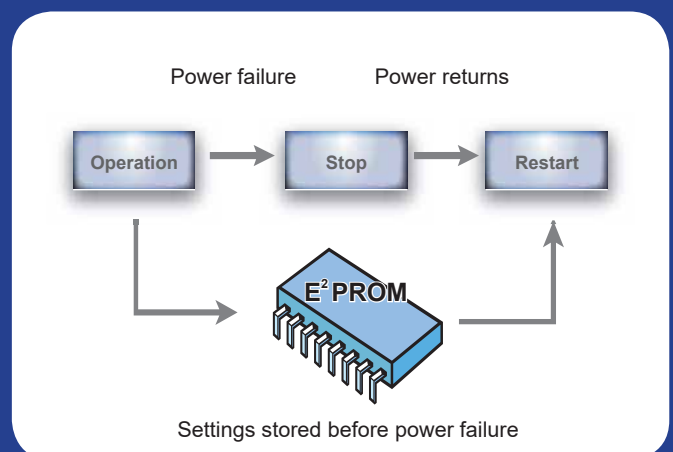 Power failure
Power returns
Operation
Stop
Restart
E² PROM
Settings stored before power failure